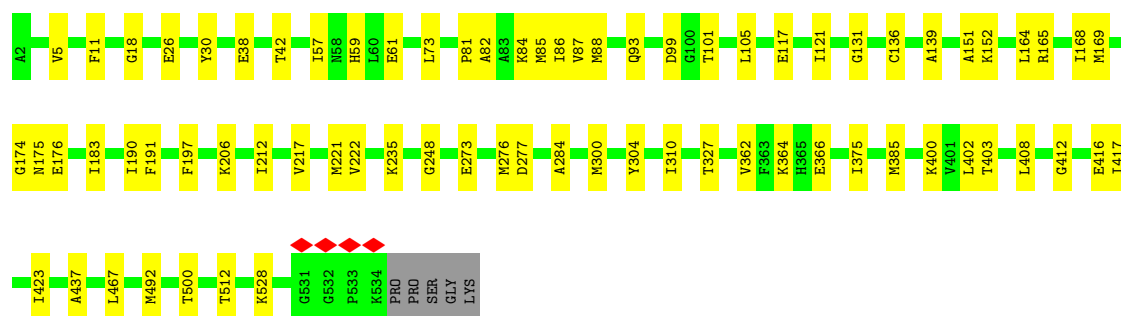 A2 V5 F11 G18 E26 Y30 E38 T42 I57 N58 H59 L60 E61 L73 P81 A82 A83 K84 M85 I86 V87 M88 Q93 D99 G100 T101 L105 E117 I121 G131 C136 A139 A151 K152 L164 R165 I168 M169
G174 N175 E176 I183 I190 F191 F197 K206 I212 V217 M221 V222 K235 G248 E273 M276 D277 A284 M300 Y304 I310 T327 V362 F363 K364 H365 E366 I375 M385 K400 V401 L402 T403 L408 G412 E416 I417
I423 A437 L467 M492 T500 T512 K528 G531 G532 P533 K534 PRO PRO SER GLY LYS